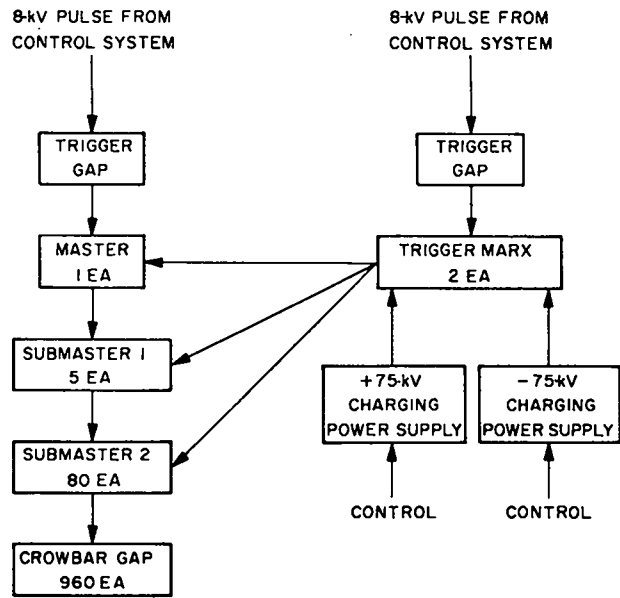 8-kV PULSE FROM
CONTROL SYSTEM
TRIGGER
GAP
MASTER
1 EA
SUBMASTER 1
5 EA
SUBMASTER 2
80 EA
CROWBAR GAP
960 EA
8-kV PULSE FROM
CONTROL SYSTEM
TRIGGER
GAP
TRIGGER MARX
2 EA
+75-kV
CHARGING
POWER SUPPLY
CONTROL
-75-kV
CHARGING
POWER SUPPLY
CONTROL